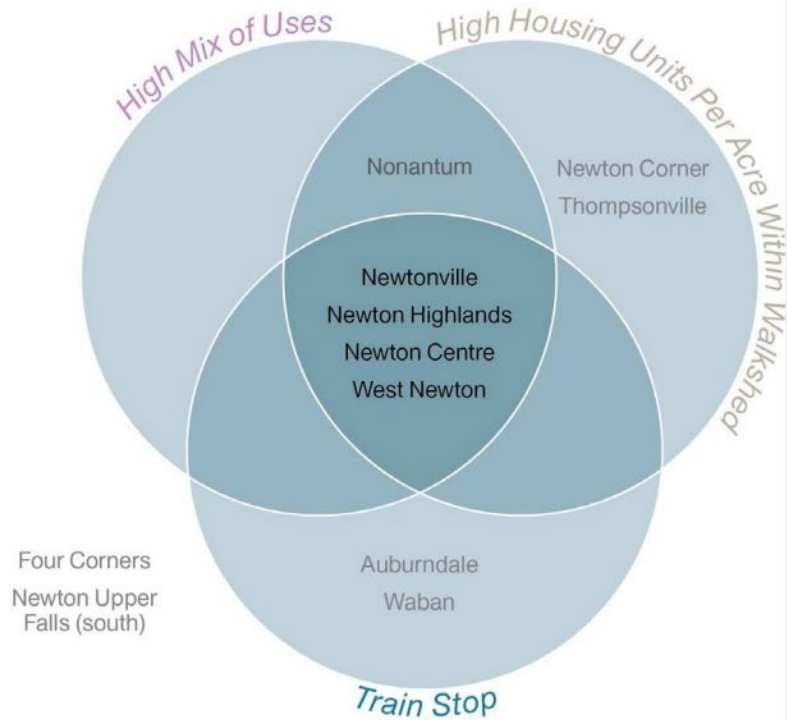 High Mix of Uses
High Housing Units Per Acre Within Walkshed
Nonantum
Newton Corner
Thompsonville
Newtonville
Newton Highlands
Newton Centre
West Newton
Four Corners
Newton Upper
Falls (south)
Auburndale
Waban
Train Stop